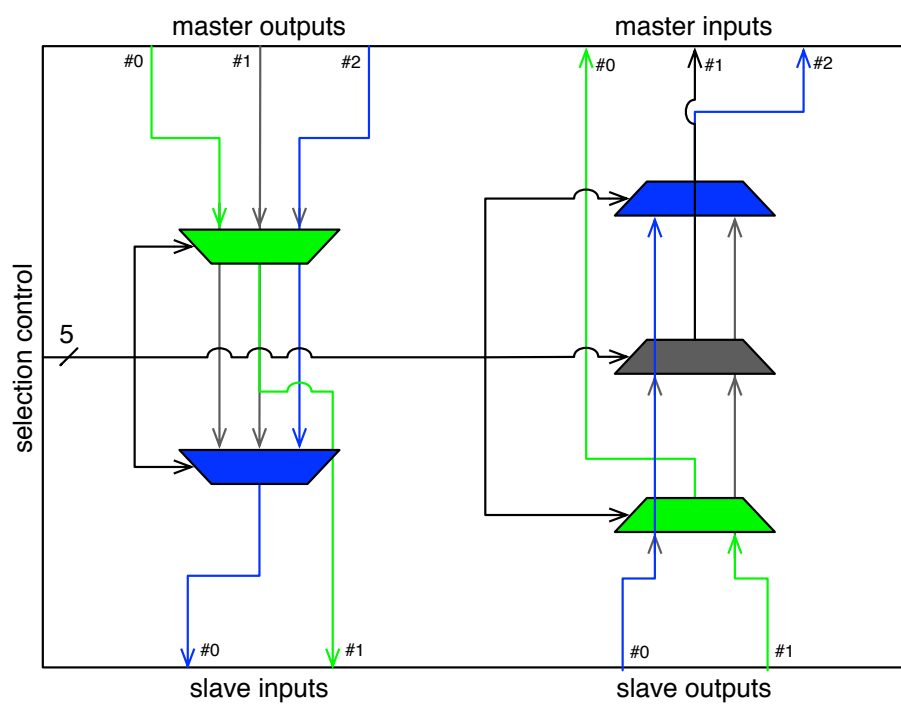 master outputs
master inputs
#0
#1
#2
#0
#1
#2
selection control
5
#0
#1
#0
#1
slave inputs
slave outputs